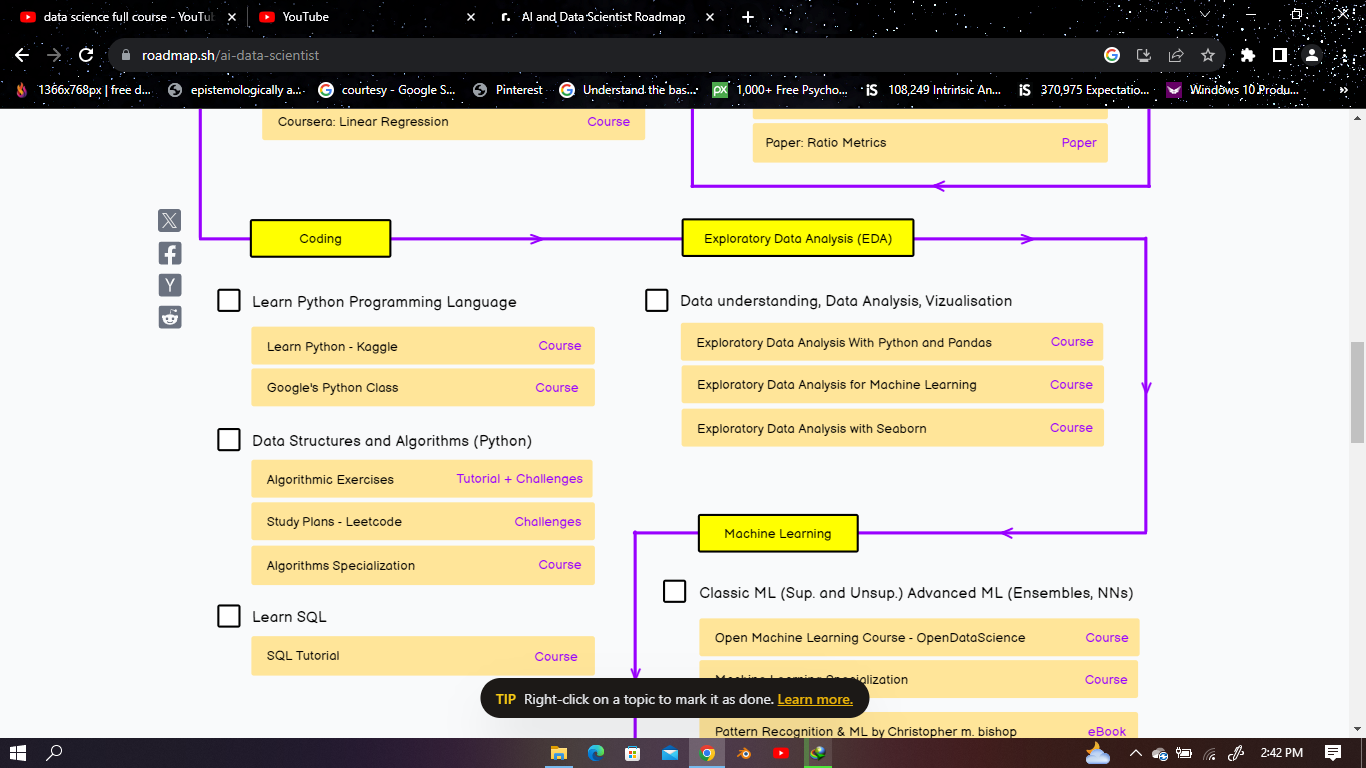 data science full course - YouTu
YouTube
AI and Data Scientist Roadmap
roadmap.sh/ai-data-scientist
1366x768px | free d...
epistemologically a...
courtesy - Google S...
Pinterest
Understand the bas...
1,000+ Free Psycho...
108,249 Intrinsic An...
370,975 Expectatio...
Windows 10 Produ...
Coursera: Linear Regression Course
Paper: Ratio Metrics Paper
Coding
Exploratory Data Analysis (EDA)
Learn Python Programming Language
Learn Python - Kaggle Course
Google's Python Class Course
Data Structures and Algorithms (Python)
Algorithmic Exercises Tutorial + Challenges
Study Plans - Leetcode Challenges
Algorithms Specialization Course
Learn SQL
SQL Tutorial Course
Data understanding, Data Analysis, Vizualisation
Exploratory Data Analysis With Python and Pandas Course
Exploratory Data Analysis for Machine Learning Course
Exploratory Data Analysis with Seaborn Course
Machine Learning
Classic ML (Sup. and Unsup.) Advanced ML (Ensembles, NNs)
Open Machine Learning Course - OpenDataScience Course
Machine Learning Specialization Course
Pattern Recognition & ML by Christopher m. bishop eBook
TIP Right-click on a topic to mark it as done. Learn more.
2:42 PM